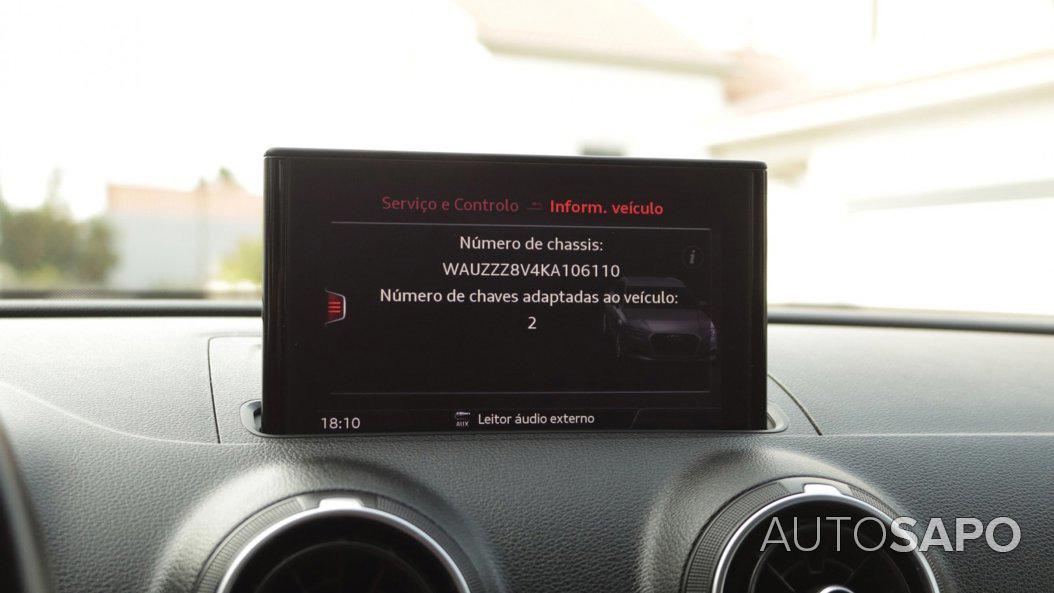 Serviço e Controlo Inform. veículo
Número de chassis:
i
WAUZZZ8V4KA106110
Número de chaves adaptadas ao veículo:
2
18:10 AUX Leitor áudio externo
AUTOSAPO